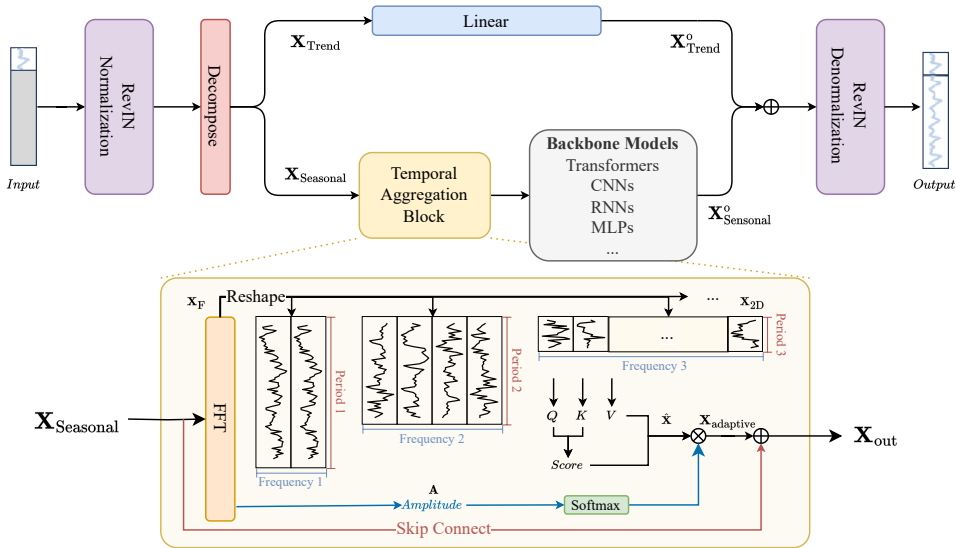 Linear
X_Trend
X^o_Trend
RevIN
Normalization
Decompose
RevIN
Denormalization
Input
Output
X_Seasonal
Temporal
Aggregation
Block
Backbone Models
Transformers
CNNs
RNNs
MLPs
...
X^o_Sensonal
x_F
Reshape
...
x_2D
Period 1
Period 2
...
Period 3
Frequency 3
Q K V
Score
x̂
x_adaptive
X_Seasonal
FFT
X_out
Frequency 2
Frequency 1
A
Amplitude
Softmax
Skip Connect